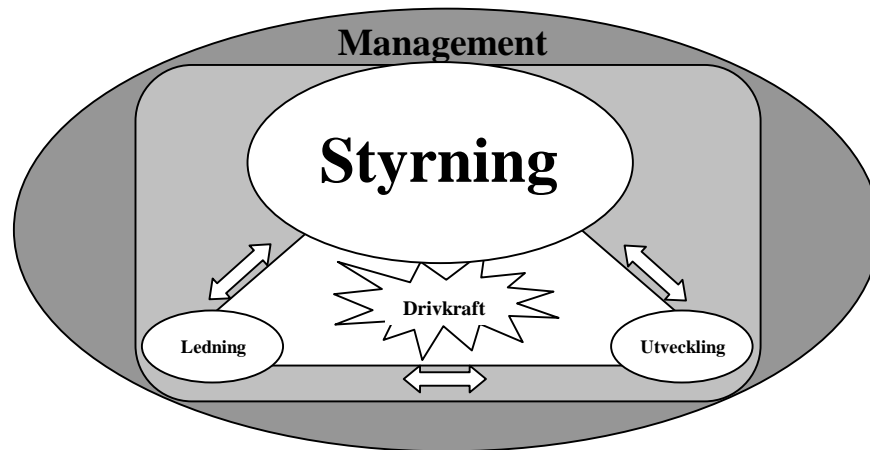 Management
Styrning
Drivkraft
Ledning
Utveckling